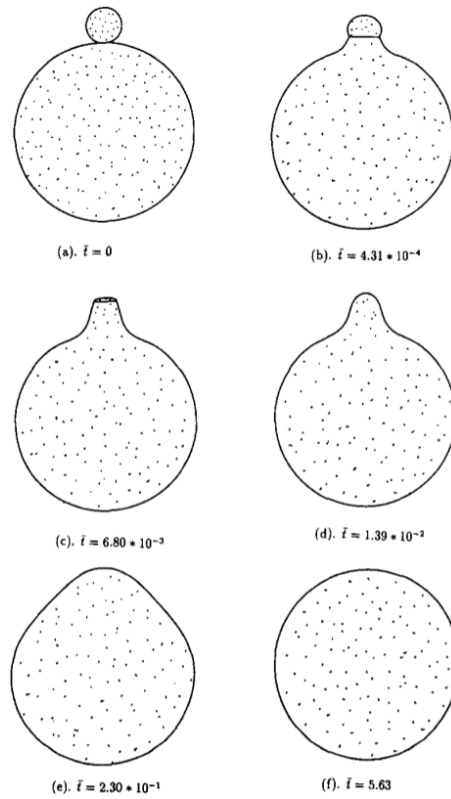 (a). t̄ = 0
(b). t̄ = 4.31 * 10⁻⁴
(c). t̄ = 6.80 * 10⁻³
(d). t̄ = 1.39 * 10⁻²
(e). t̄ = 2.30 * 10⁻¹
(f). t̄ = 5.63